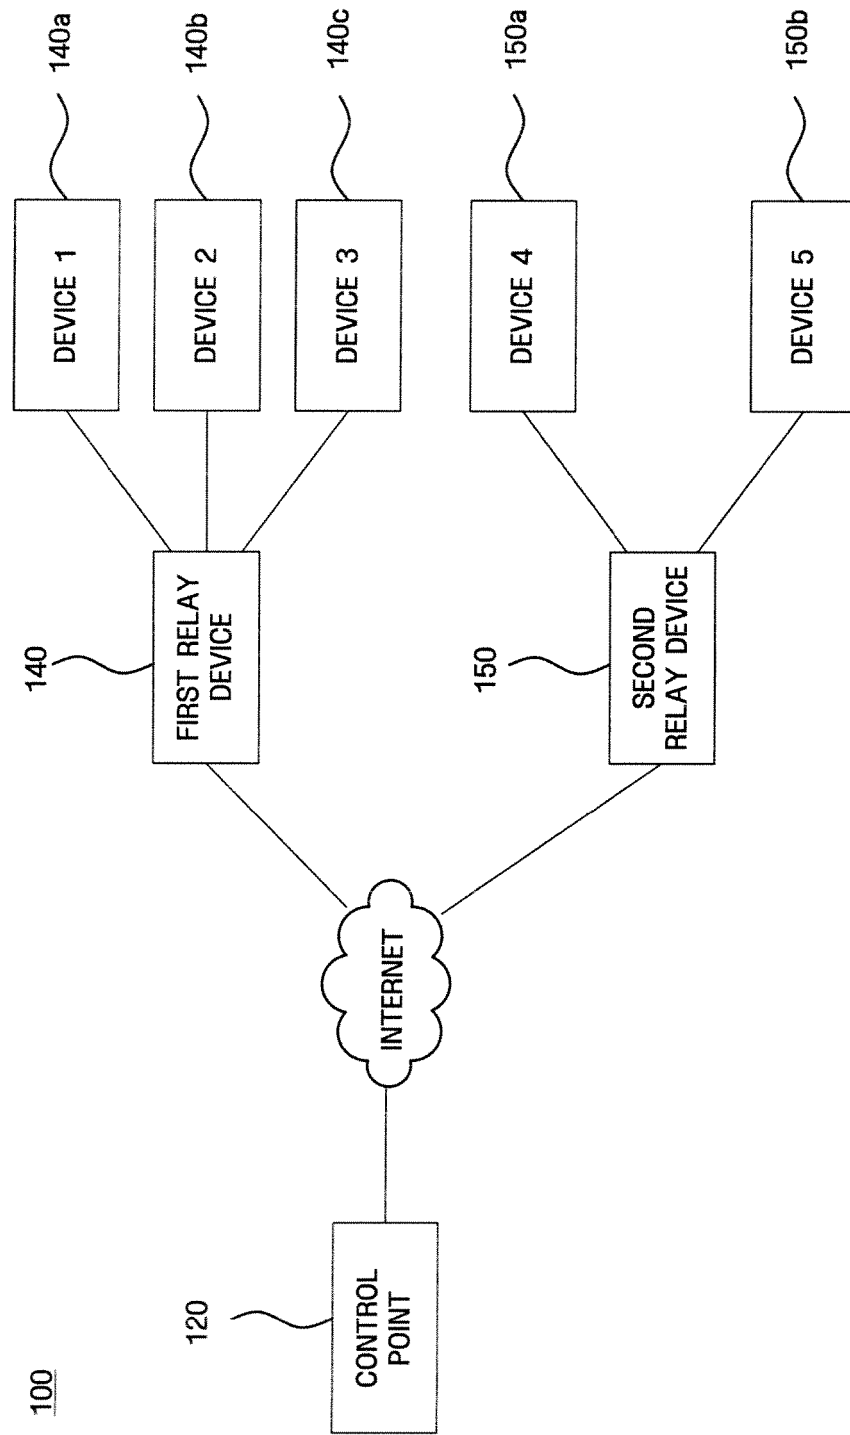 100
120
CONTROL
POINT
INTERNET
140
FIRST RELAY
DEVICE
150
SECOND
RELAY DEVICE
DEVICE 1
140a
DEVICE 2
140b
DEVICE 3
140c
DEVICE 4
150a
DEVICE 5
150b